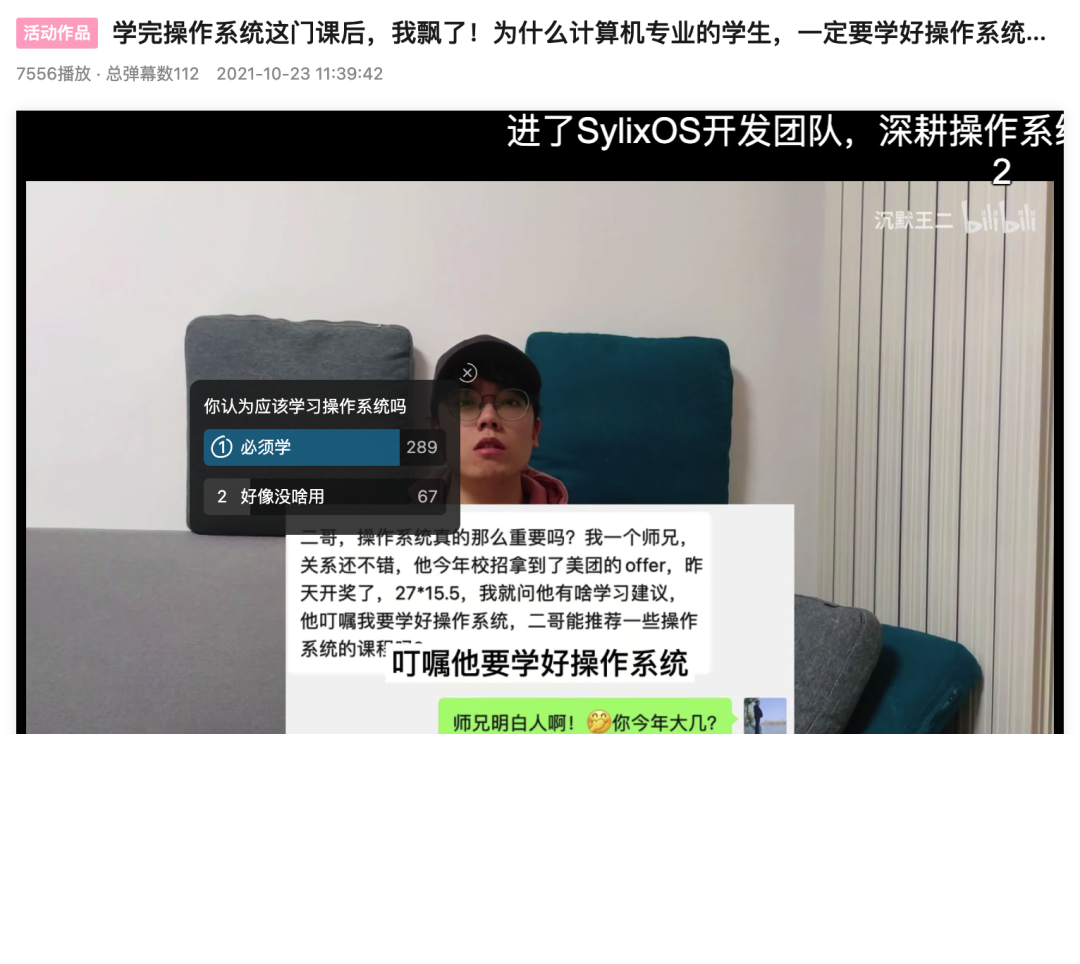 活动作品 学完操作系统这门课后，我飘了！为什么计算机专业的学生，一定要学好操作系统...
7556播放 · 总弹幕数112 2021-10-23 11:39:42
进了SylixOS开发团队，深耕操作系统
2
沉默王二 bilibili
你认为应该学习操作系统吗
1 必须学 289
2 好像没啥用 67
二哥，操作系统真的那么重要吗？我一个师兄，
关系还不错，他今年校招拿到了美团的offer，昨
天开奖了，27*15.5，我就问他有啥学习建议，
他叮嘱我要学好操作系统，二哥能推荐一些操作
系统的课程吗？
叮嘱他要学好操作系统
师兄明白人啊！🤭你今年大几？